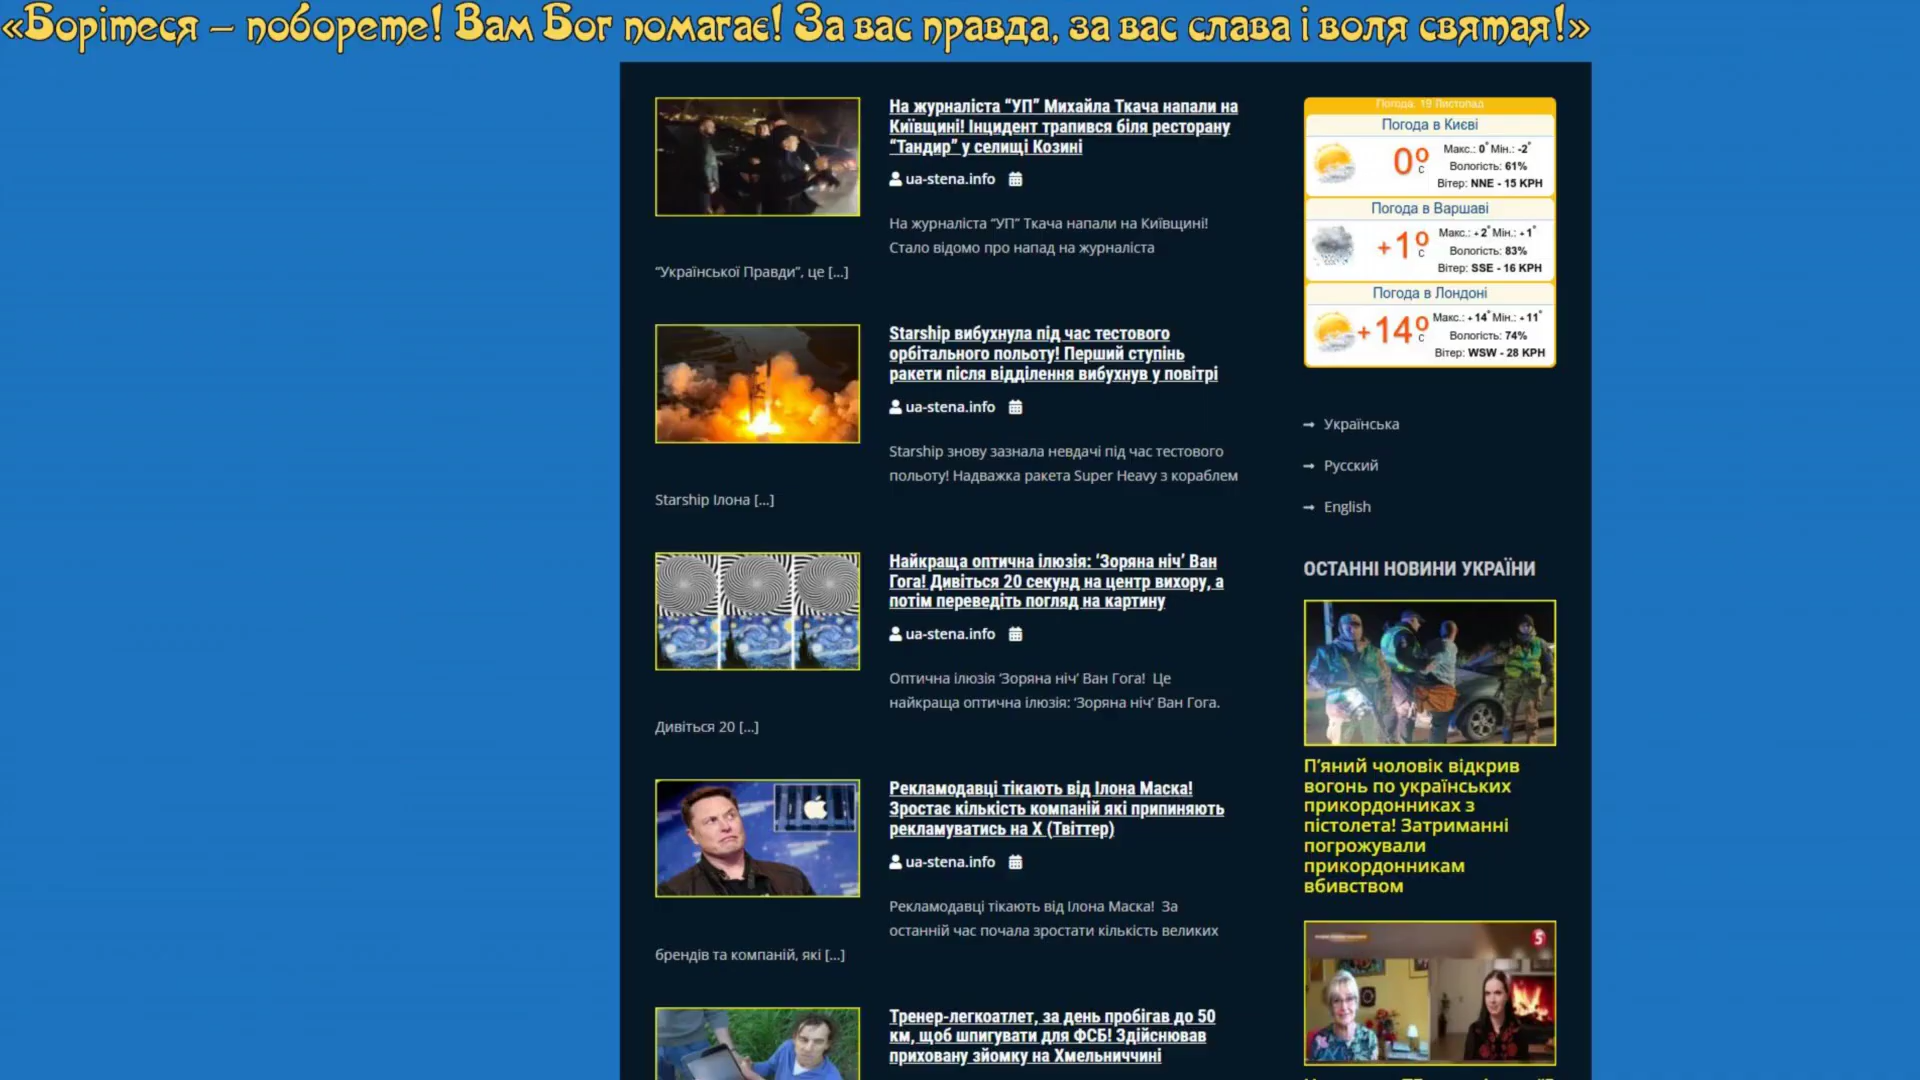 «Борітеся – поборете! Вам Бог помагає! За вас правда, за вас слава і воля святая!»
На журналіста “УП” Михайла Ткача напали на
Київщині! Інцидент трапився біля ресторану
“Тандир” у селищі Козині
ua-stena.info
На журналіста “УП” Ткача напали на Київщині!
Стало відомо про напад на журналіста
“Української Правди”, це [...]
Starship вибухнула під час тестового
орбітального польоту! Перший ступінь
ракети після відділення вибухнув у повітрі
ua-stena.info
Starship знову зазнала невдачі під час тестового
польоту! Надважка ракета Super Heavy з кораблем
Starship Ілона [...]
Найкраща оптична ілюзія: ‘Зоряна ніч’ Ван
Гога! Дивіться 20 секунд на центр вихору, а
потім переведіть погляд на картину
ua-stena.info
Оптична ілюзія ‘Зоряна ніч’ Ван Гога! Це
найкраща оптична ілюзія: ‘Зоряна ніч’ Ван Гога.
Дивіться 20 [...]
Рекламодавці тікають від Ілона Маска!
Зростає кількість компаній які припиняють
рекламуватись на X (Твіттер)
ua-stena.info
Рекламодавці тікають від Ілона Маска! За
останній час почала зростати кількість великих
брендів та компаній, які [...]
Тренер-легкоатлет, за день пробігав до 50
км, щоб шпигувати для ФСБ! Здійснював
приховану зйомку на Хмельниччині
Погода: 19 Листопад
Погода в Києві
0° C
Макс.: 0° Мін.: -2°
Вологість: 61%
Вітер: NNE - 15 KPH
Погода в Варшаві
+1° C
Макс.: +2° Мін.: +1°
Вологість: 83%
Вітер: SSE - 16 KPH
Погода в Лондоні
+14° C
Макс.: +14° Мін.: +11°
Вологість: 74%
Вітер: WSW - 28 KPH
Українська
Русский
English
ОСТАННІ НОВИНИ УКРАЇНИ
П’яний чоловік відкрив
вогонь по українських
прикордонниках з
пістолета! Затриманні
погрожували
прикордонникам
вбивством
5